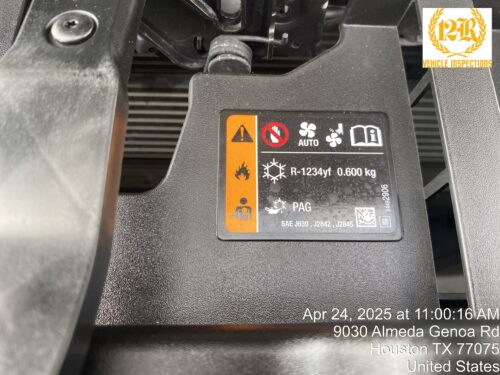 12R
VEHICLE INSPECTIONS
AUTO
R-1234yf 0.600 kg
PAG
SAE J639 , J2842 , J2845
Apr 24, 2025 at 11:00:16 AM
9030 Almeda Genoa Rd
Houston TX 77075
United States